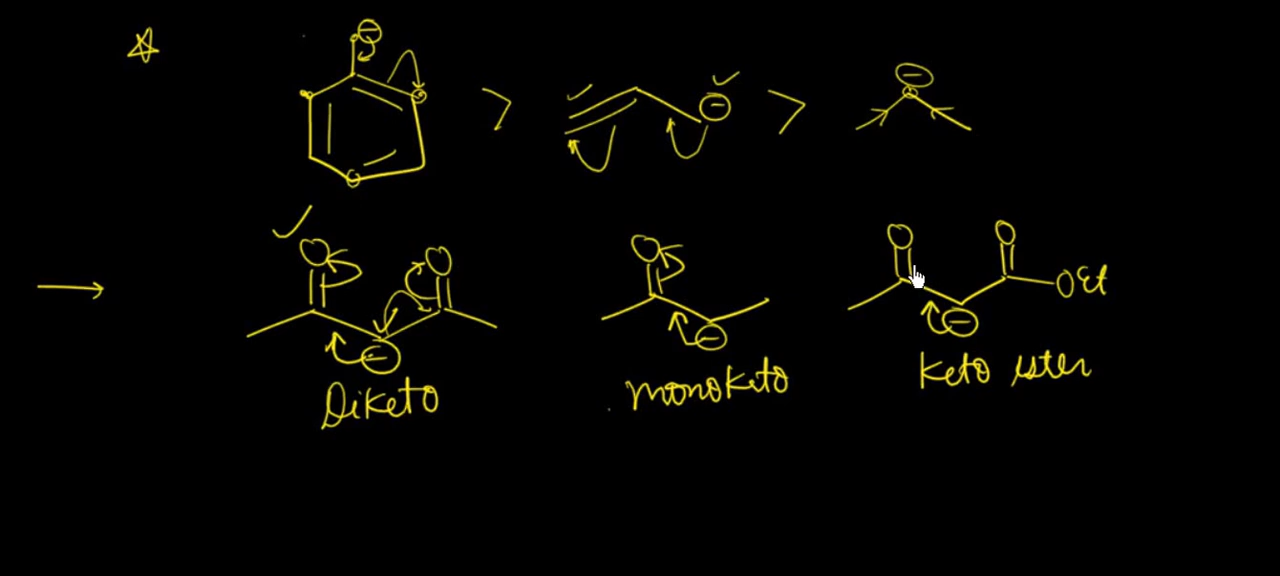 ⊖
> ⊖ > ⊖
O O O O O
OEt
⊖ ⊖ ⊖
Diketo monoketo Keto ester